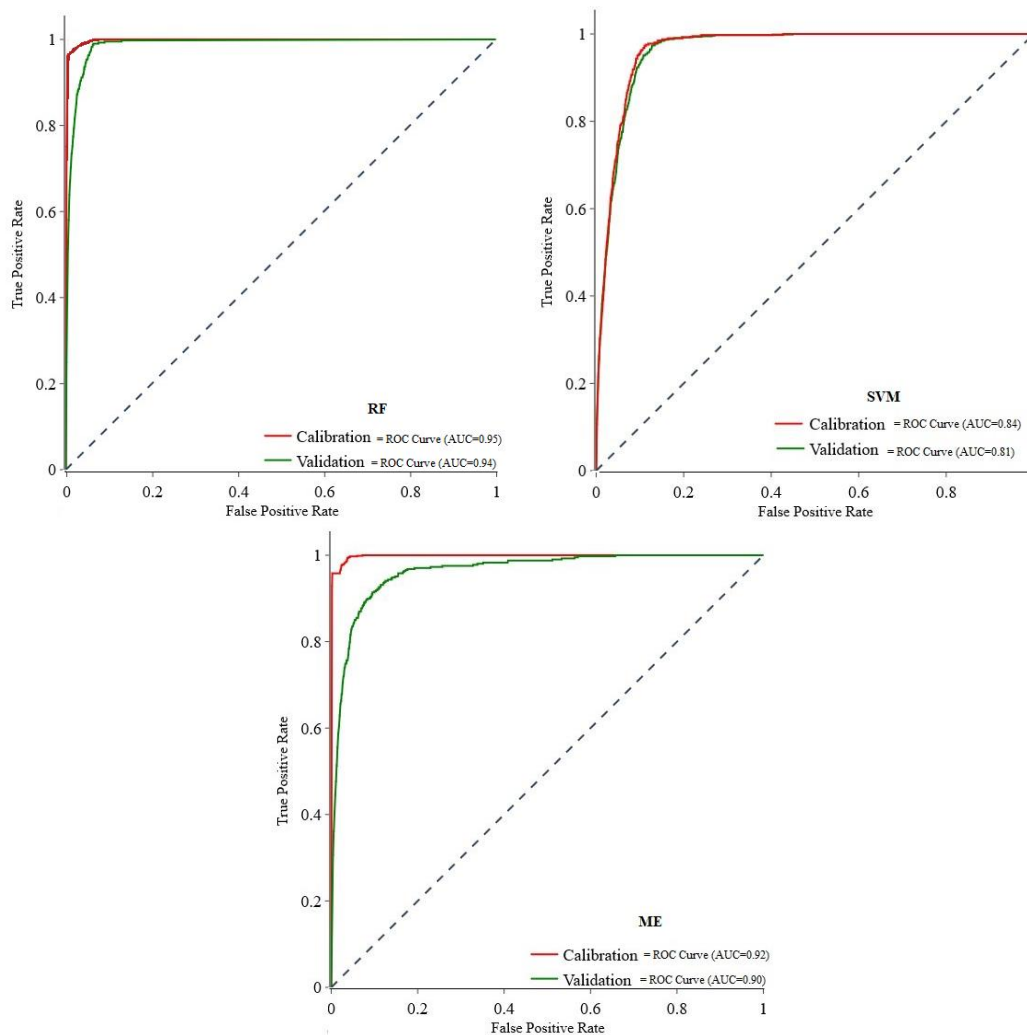 1
0.8
0.6
0.4
0.2
0
True Positive Rate
RF
Calibration = ROC Curve (AUC=0.95)
Validation = ROC Curve (AUC=0.94)
0 0.2 0.4 0.6 0.8 1
False Positive Rate
1
0.8
0.6
0.4
0.2
0
True Positive Rate
SVM
Calibration = ROC Curve (AUC=0.84)
Validation = ROC Curve (AUC=0.81)
0 0.2 0.4 0.6 0.8
False Positive Rate
1
0.8
0.6
0.4
0.2
0
True Positive Rate
ME
Calibration = ROC Curve (AUC=0.92)
Validation = ROC Curve (AUC=0.90)
0 0.2 0.4 0.6 0.8 1
False Positive Rate